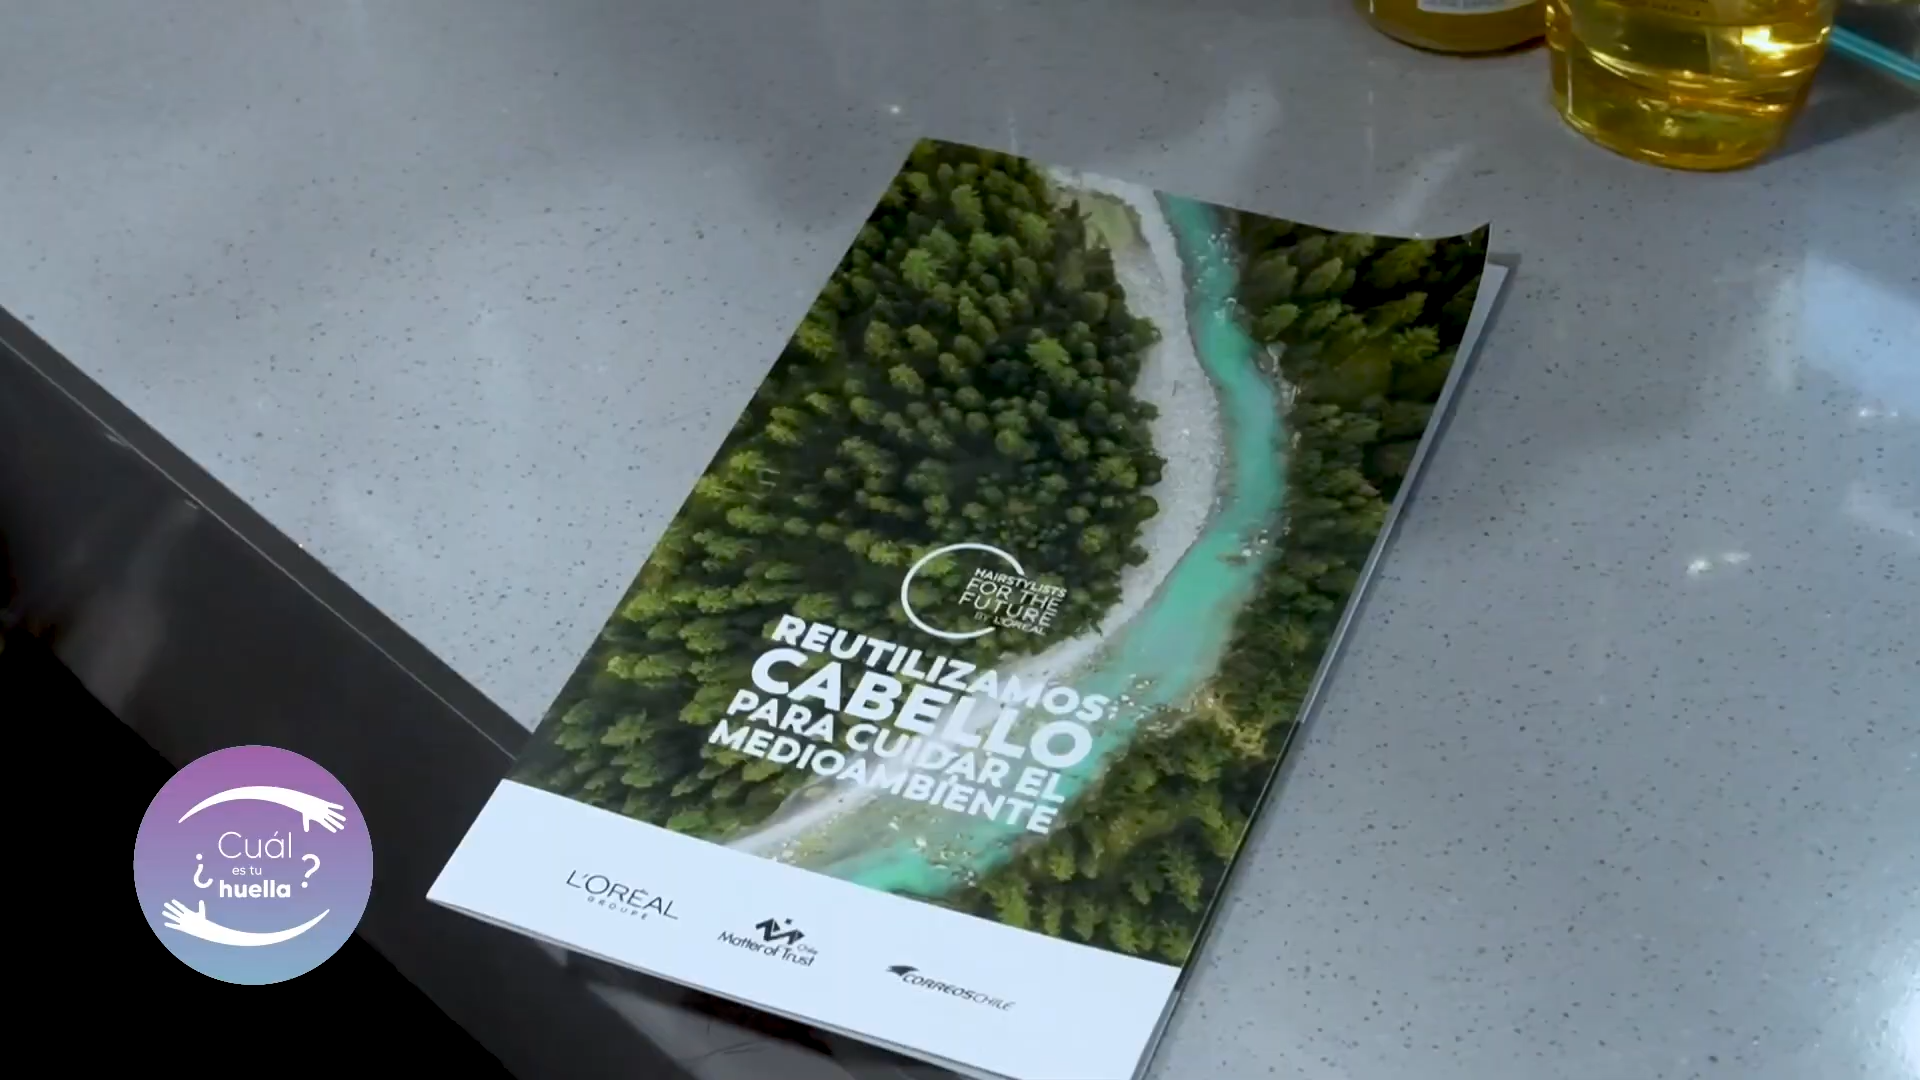 HAIRSTYLISTS
FOR THE
FUTURE
BY L'ORÉAL
REUTILIZAMOS
CABELLO
PARA CUIDAR EL
MEDIOAMBIENTE
L'ORÉAL
GROUPE
Matter of Trust
Chile
CORREOSCHILE
¿Cuál
es tu
huella?